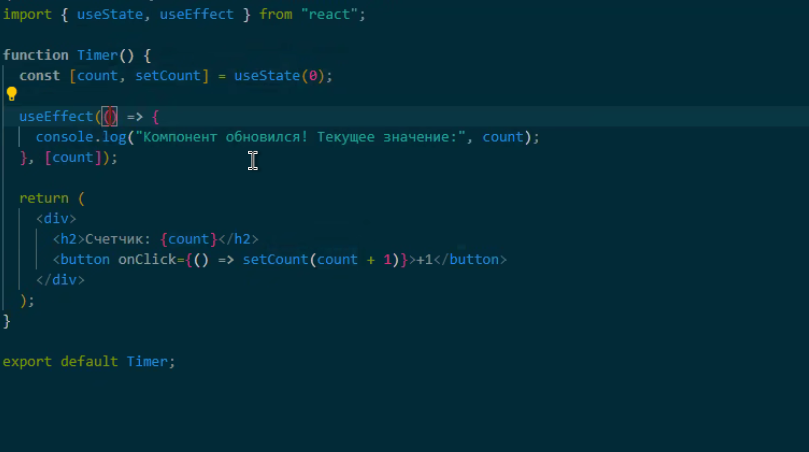 import { useState, useEffect } from "react";
function Timer() {
const [count, setCount] = useState(0);
useEffect(() => {
console.log("Компонент обновился! Текущее значение:", count);
}, [count]);
return (
<div>
<h2>Счетчик: {count}</h2>
<button onClick={() => setCount(count + 1)}>+1</button>
</div>
);
}
export default Timer;